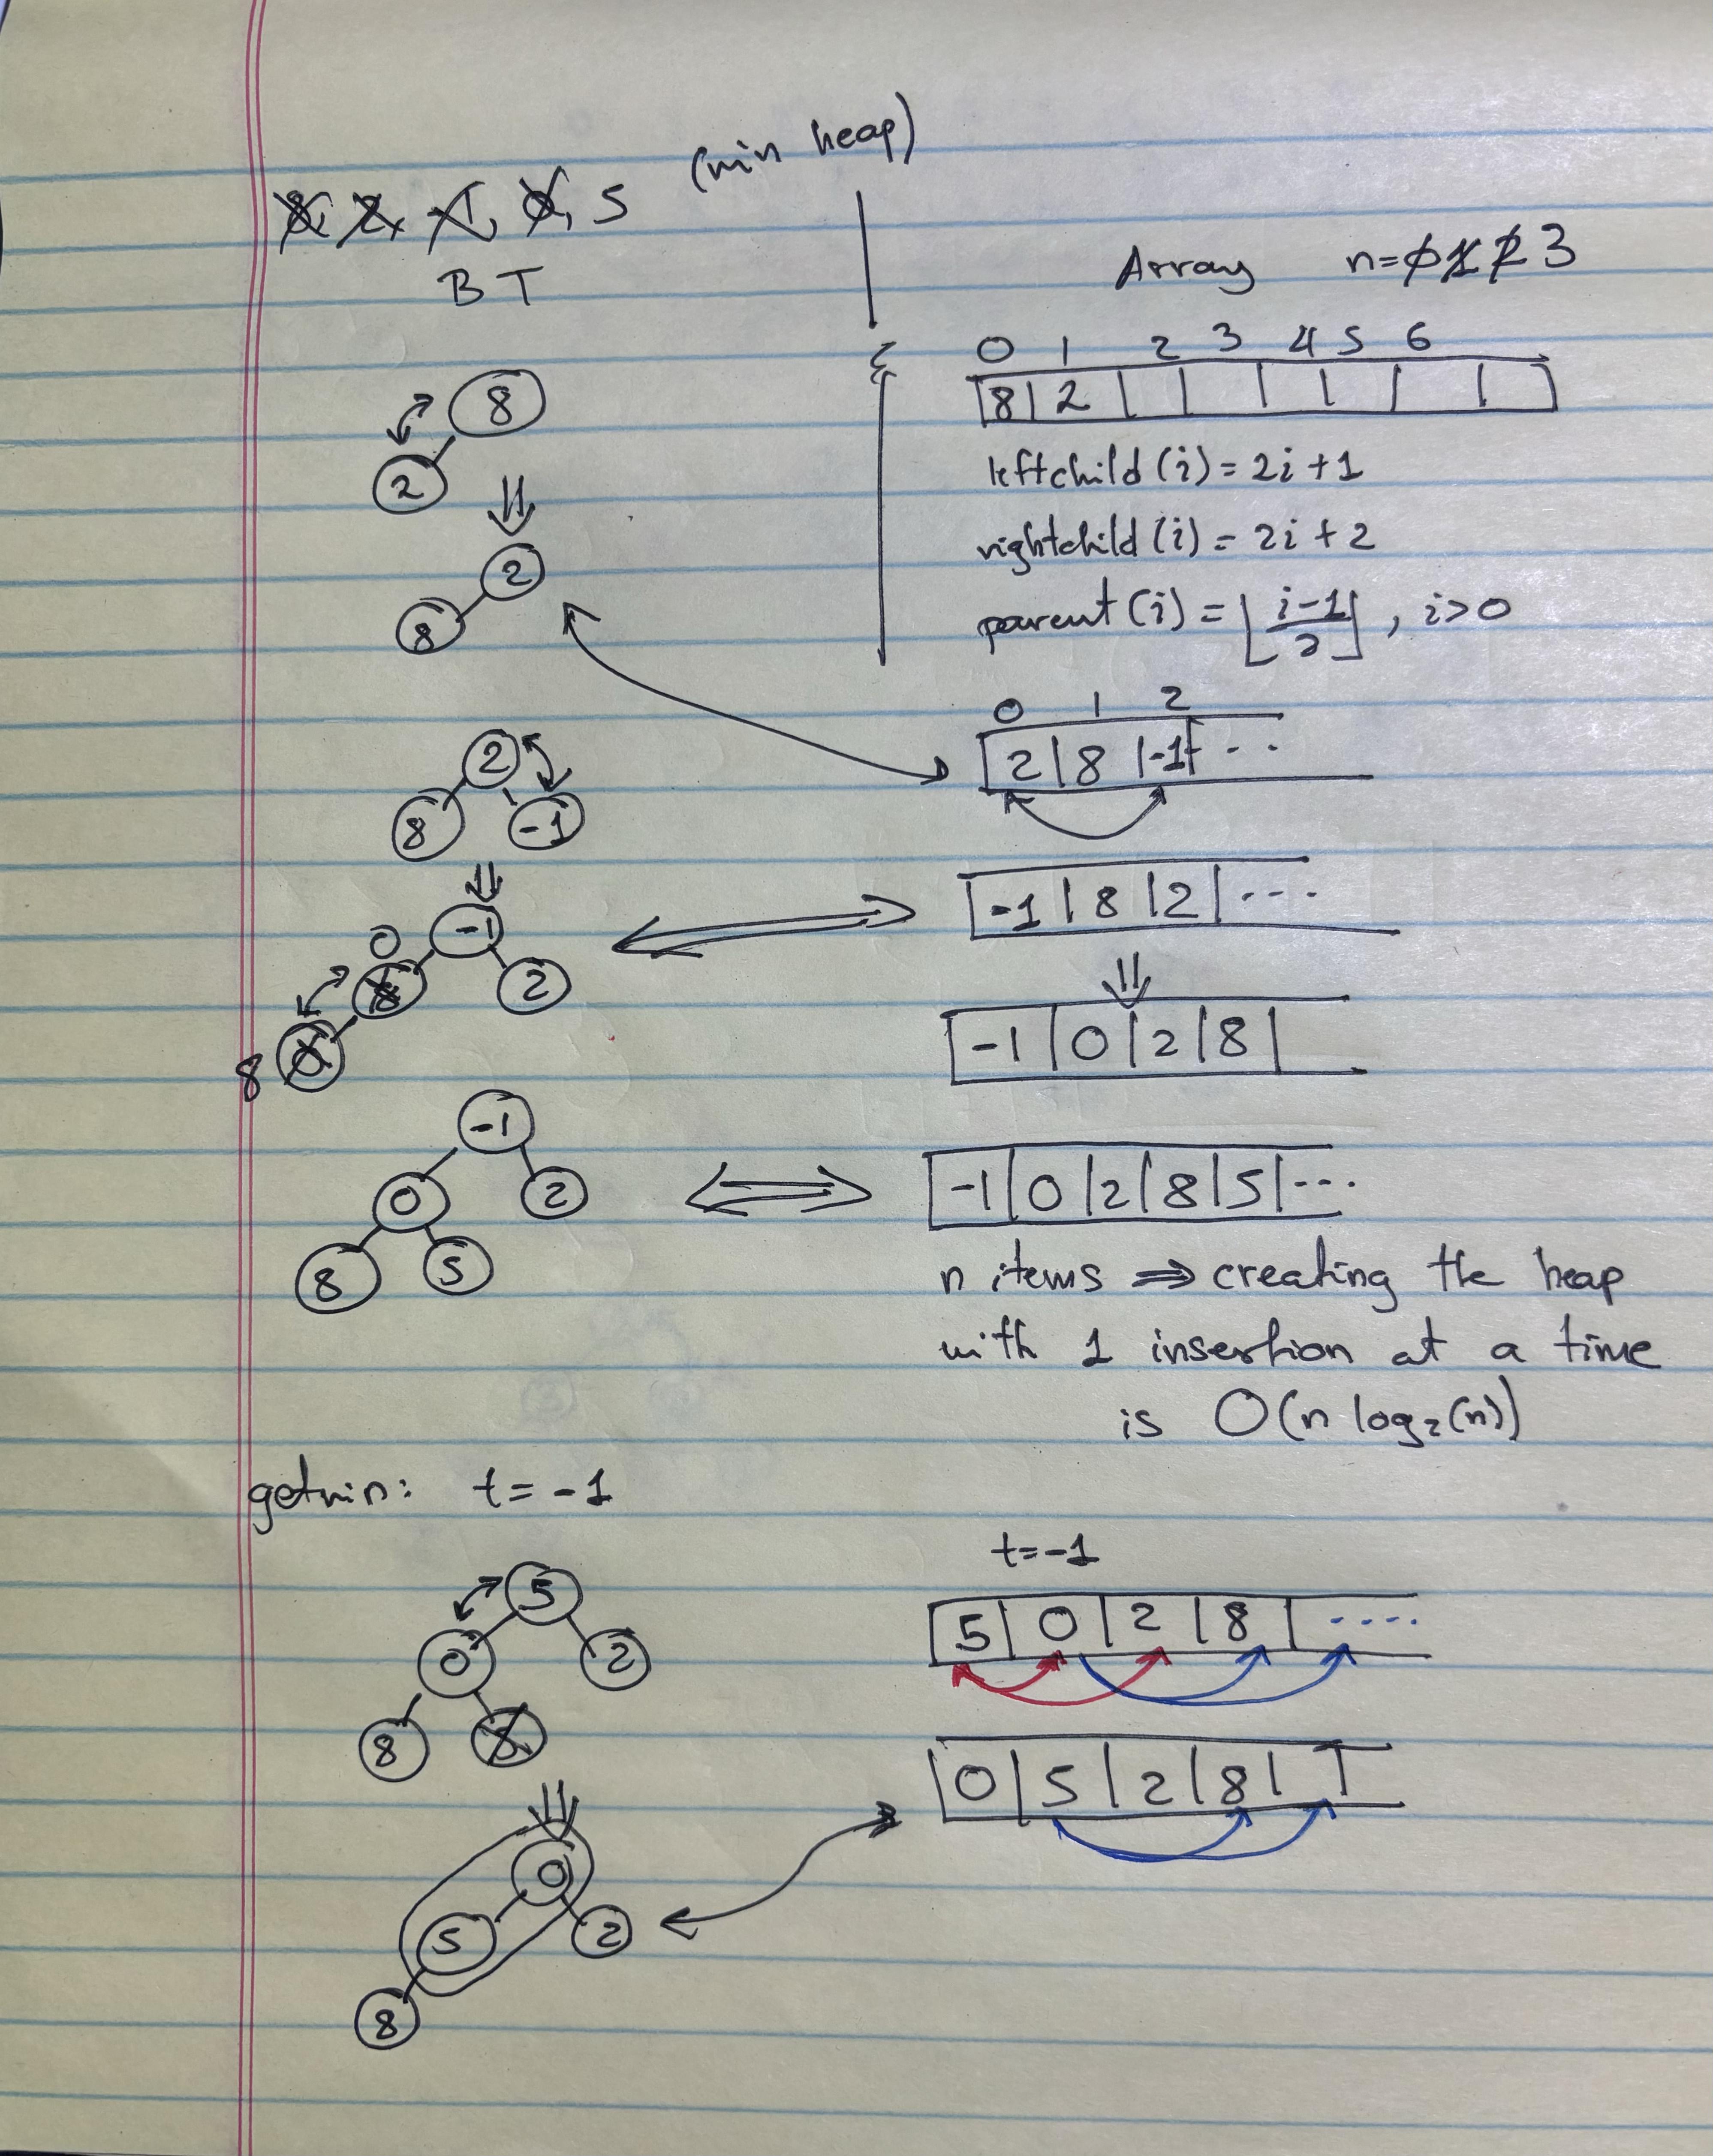 (min heap)
8, 2, -1, 0, 5
BT
Array n=0 1 2 3
0 1 2 3 4 5 6
8 2
8
2
leftchild(i) = 2i+1
rightchild(i) = 2i+2
parent(i) = ⌊(i-1)/2⌋, i>0
2
8
0 1 2
2 8 -1 ...
2
8 -1
-1 8 2 ...
-1
0 8 2
8 0
-1 0 2 8
-1
0 2
8 5
-1 0 2 8 5 ...
n items ⇒ creating the heap
with 1 insertion at a time
is O(n log₂(n))
getmin: t = -1
t=-1
5
0 2
8
5 0 2 8 ....
0 5 2 8
0
5 2
8